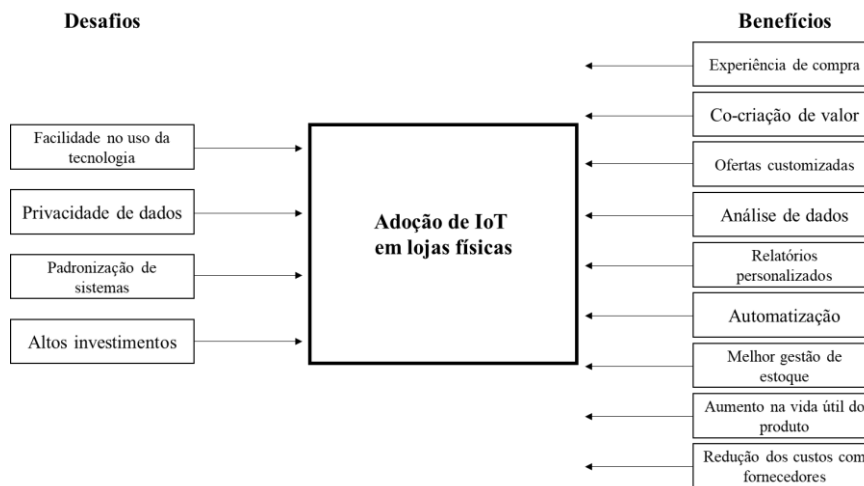 Desafios
Facilidade no uso da
tecnologia
Privacidade de dados
Padronização de
sistemas
Altos investimentos
Adoção de IoT
em lojas físicas
Benefícios
Experiência de compra
Co-criação de valor
Ofertas customizadas
Análise de dados
Relatórios
personalizados
Automatização
Melhor gestão de
estoque
Aumento na vida útil do
produto
Redução dos custos com
fornecedores